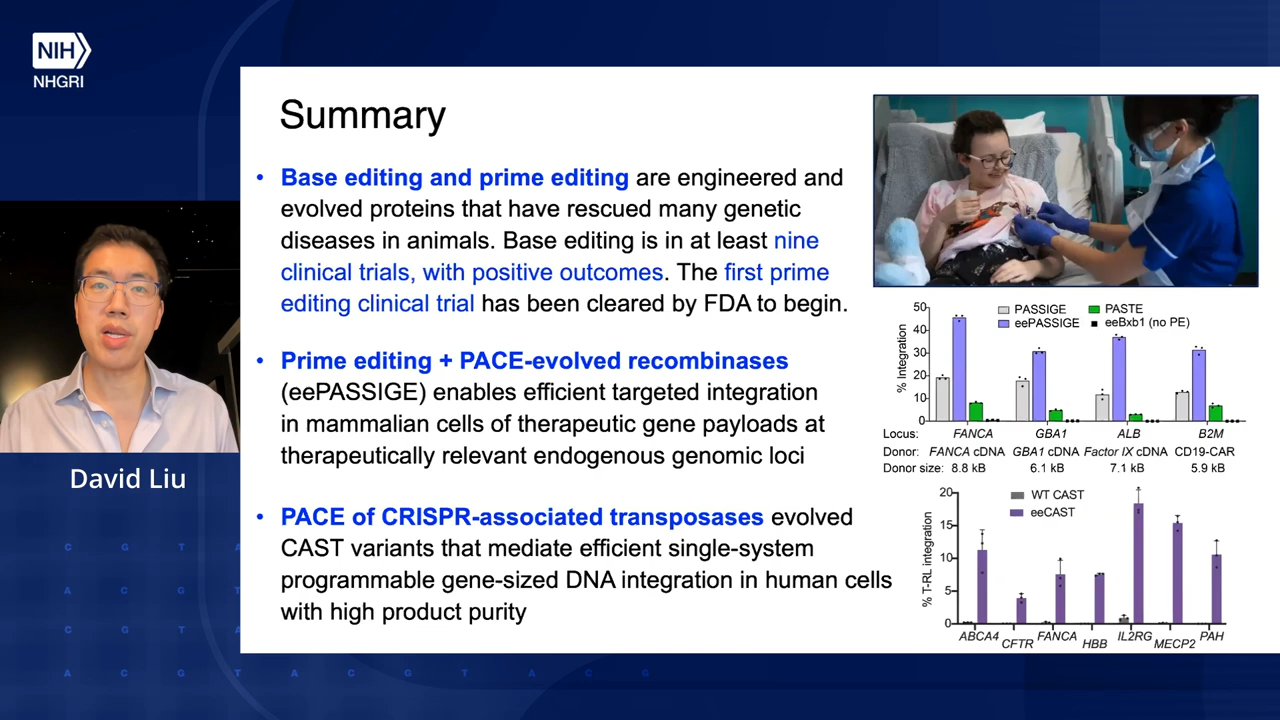 NIH
NHGRI
Summary
• Base editing and prime editing are engineered and
evolved proteins that have rescued many genetic
diseases in animals. Base editing is in at least nine
clinical trials, with positive outcomes. The first prime
editing clinical trial has been cleared by FDA to begin.
• Prime editing + PACE-evolved recombinases
(eePASSIGE) enables efficient targeted integration
in mammalian cells of therapeutic gene payloads at
therapeutically relevant endogenous genomic loci
• PACE of CRISPR-associated transposases evolved
CAST variants that mediate efficient single-system
programmable gene-sized DNA integration in human cells
with high product purity
David Liu
PASSIGE PASTE
eePASSIGE eeBxb1 (no PE)
% Integration
50
40
30
20
10
0
Locus: FANCA GBA1 ALB B2M
Donor: FANCA cDNA GBA1 cDNA Factor IX cDNA CD19-CAR
Donor size: 8.8 kB 6.1 kB 7.1 kB 5.9 kB
WT CAST
eeCAST
% T-RL integration
20
15
10
5
0
ABCA4 CFTR FANCA HBB IL2RG MECP2 PAH
C G T A
A C G T
C G T A
A C G T A C G T A C G